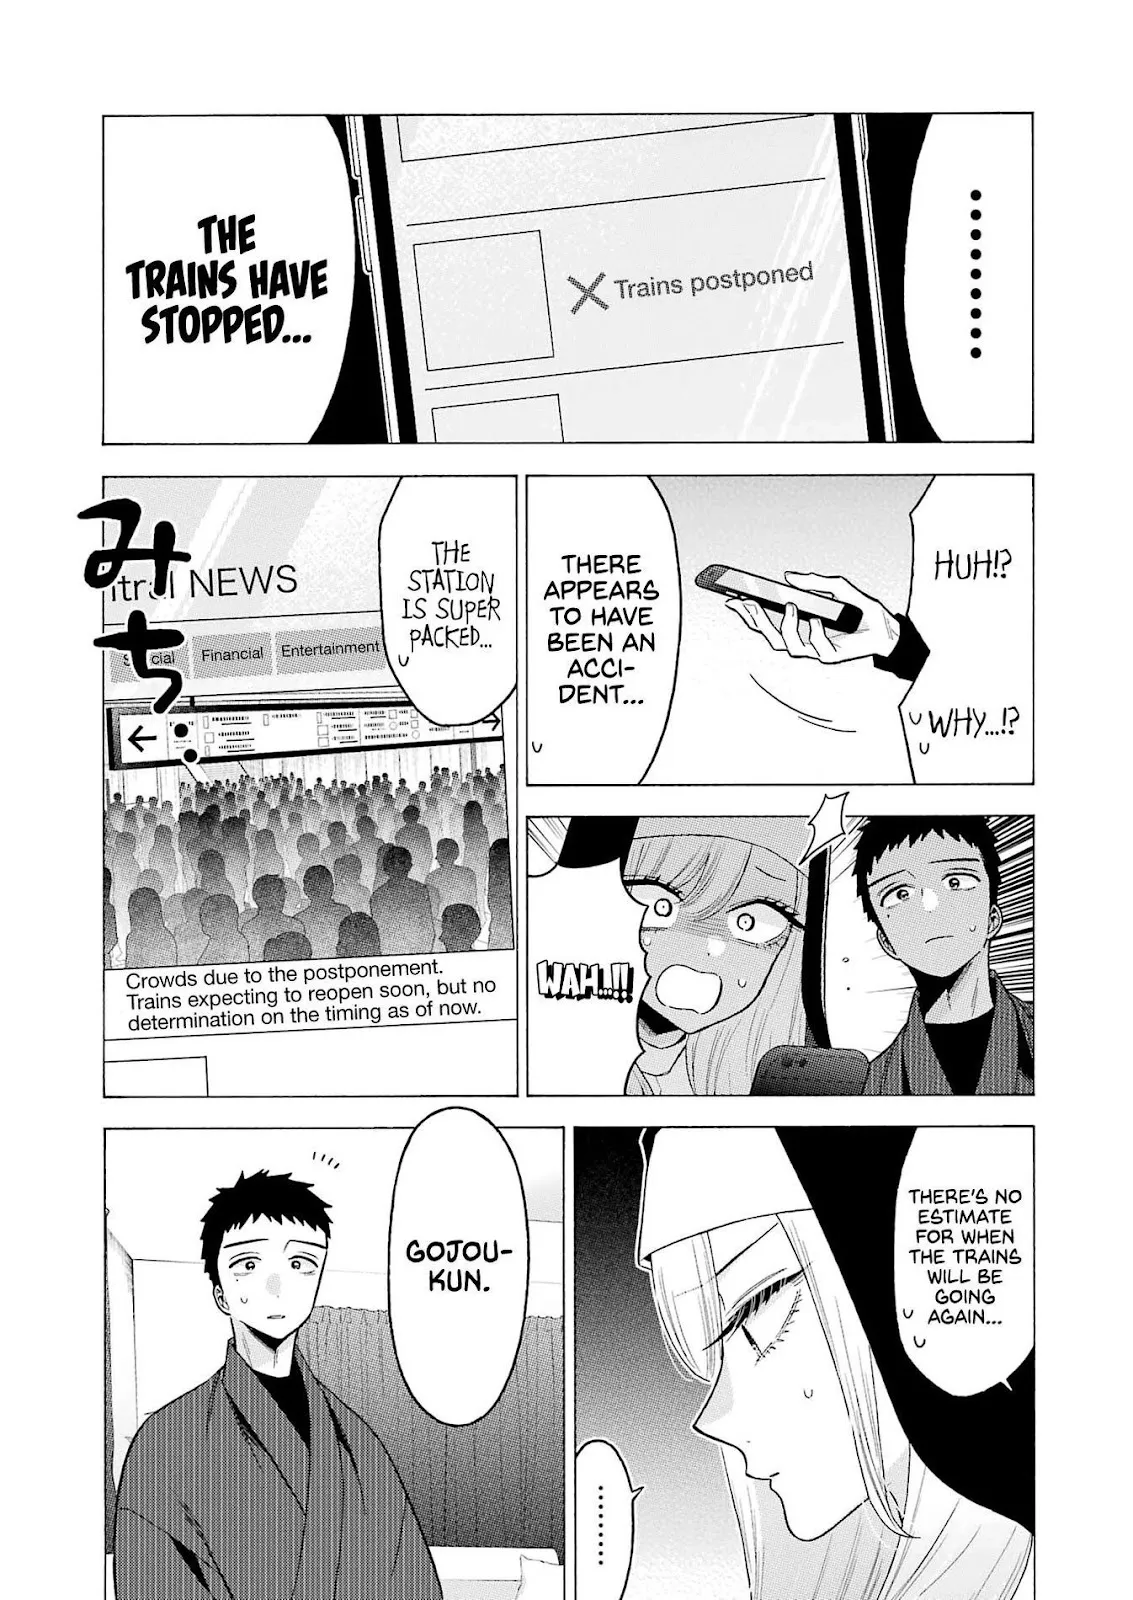 .........
Trains postponed
THE
TRAINS HAVE
STOPPED...
HUH!?
WHY...!?
THERE
APPEARS
TO HAVE
BEEN AN
ACCI-
DENT...
THE
STATION
IS SUPER
PACKED...
みち…
ntral NEWS
Financial
Entertainment
Crowds due to the postponement.
Trains expecting to reopen soon, but no
determination on the timing as of now.
WAH...!!
THERE'S NO
ESTIMATE
FOR WHEN
THE TRAINS
WILL BE
GOING
AGAIN...
.........
GOJOU-
KUN.